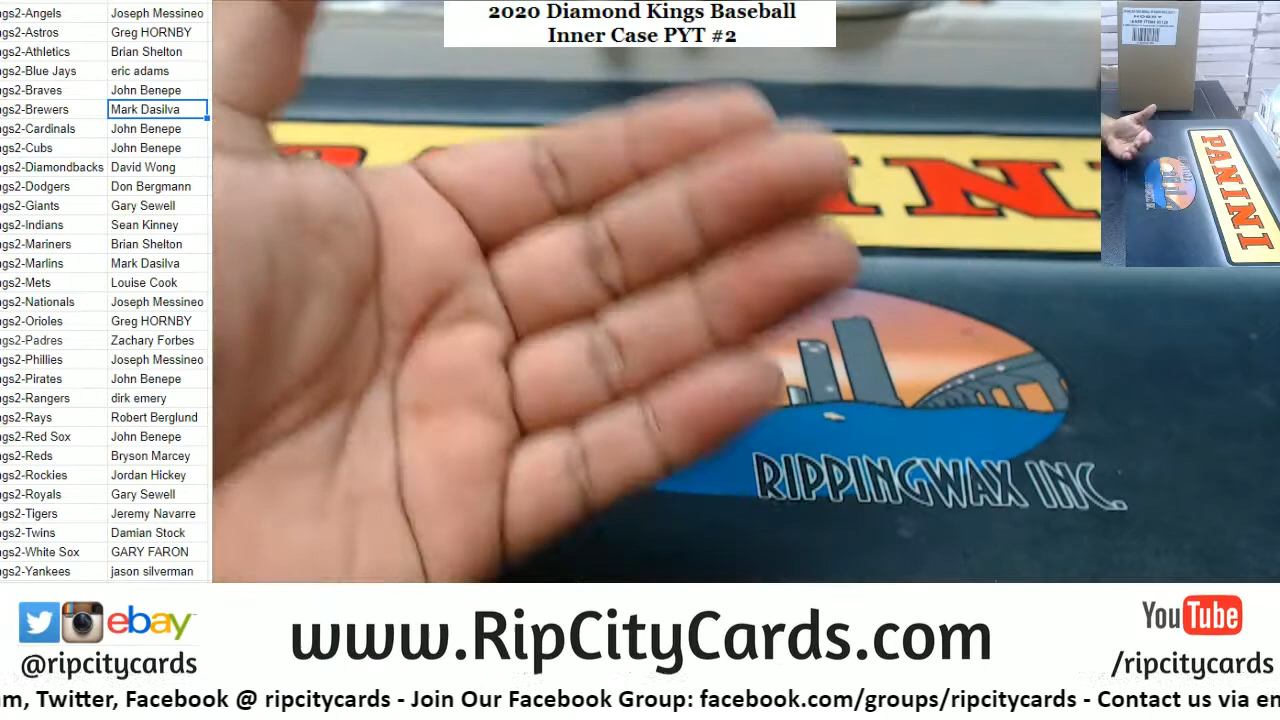 2020 Diamond Kings Baseball
Inner Case PYT #2
ngs2-Angels Joseph Messineo
ngs2-Astros Greg HORNBY
ngs2-Athletics Brian Shelton
ngs2-Blue Jays eric adams
ngs2-Braves John Benepe
ngs2-Brewers Mark Dasilva
ngs2-Cardinals John Benepe
ngs2-Cubs John Benepe
ngs2-Diamondbacks David Wong
ngs2-Dodgers Don Bergmann
ngs2-Giants Gary Sewell
ngs2-Indians Sean Kinney
ngs2-Mariners Brian Shelton
ngs2-Marlins Mark Dasilva
ngs2-Mets Louise Cook
ngs2-Nationals Joseph Messineo
ngs2-Orioles Greg HORNBY
ngs2-Padres Zachary Forbes
ngs2-Phillies Joseph Messineo
ngs2-Pirates John Benepe
ngs2-Rangers dirk emery
ngs2-Rays Robert Berglund
ngs2-Red Sox John Benepe
ngs2-Reds Bryson Marcey
ngs2-Rockies Jordan Hickey
ngs2-Royals Gary Sewell
ngs2-TIgers Jeremy Navarre
ngs2-Twins Damian Stock
ngs2-White Sox GARY FARON
ngs2-Yankees jason silverman
PANINI
RIPPINGWAX INC.
ebay
@ripcitycards
www.RipCityCards.com
YouTube
/ripcitycards
am, Twitter, Facebook @ ripcitycards - Join Our Facebook Group: facebook.com/groups/ripcitycards - Contact us via em